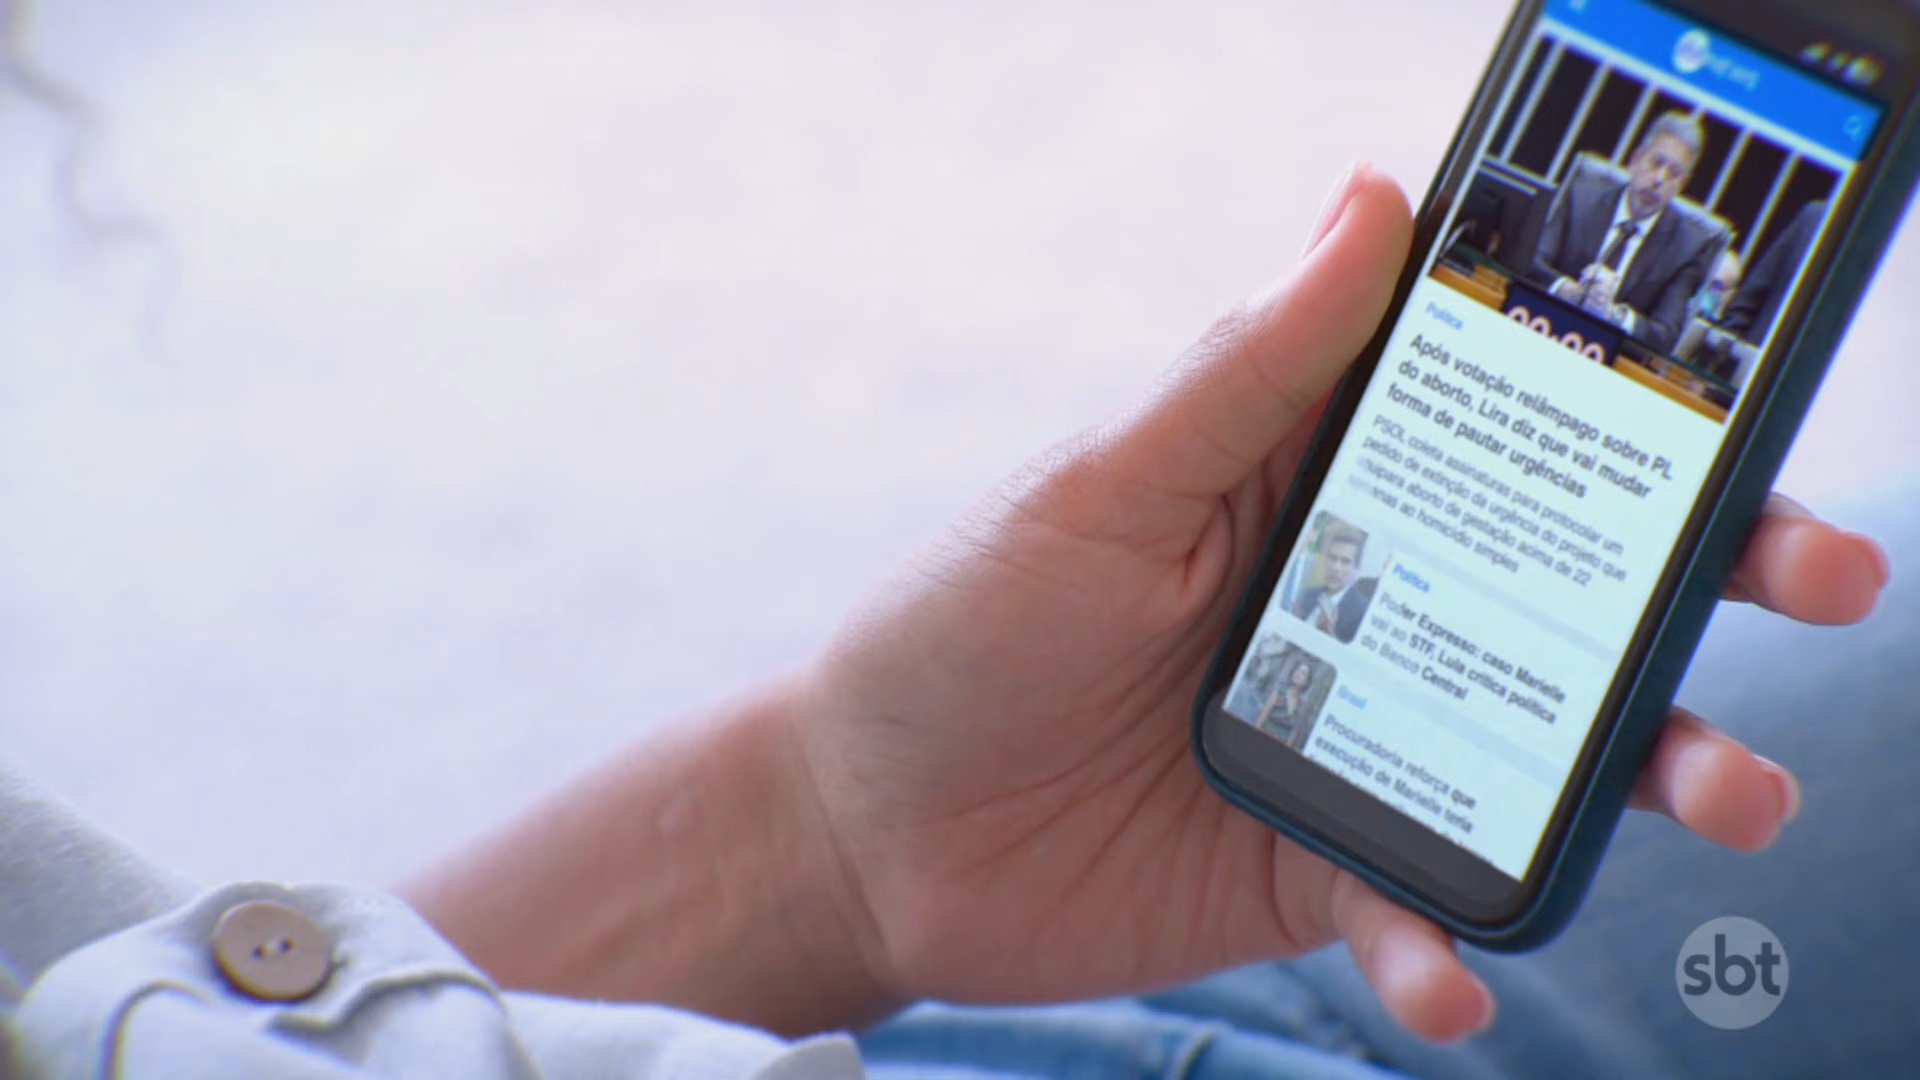 news
Política
00:00
Após votação relâmpago sobre PL
do aborto, Lira diz que vai mudar
forma de pautar urgências
PSOL coleta assinaturas para protocolar um
pedido de extinção da urgência do projeto que
aborto de gestação acima de 22
ao homicídio simples
Política
Poder Expresso: caso Marielle
vai ao STF, Lula critica política
do Banco Central
Brasil
Procuradoria reforça que
execução de Marielle teria
sbt